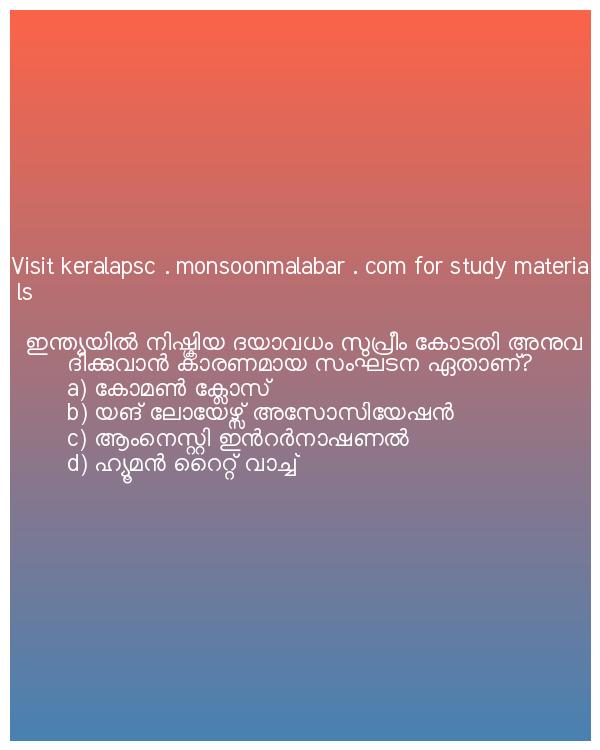 Visit keralapsc . monsoonmalabar . com for study materia
ls
ഇന്ത്യയിൽ നിഷ്ക്രിയ ദയാവധം സുപ്രീം കോടതി അനുവ
ദിക്കുവാൻ കാരണമായ സംഘടന ഏതാണ്?
a) കോമൺ ക്ലോസ്
b) യങ് ലോയേഴ്സ് അസോസിയേഷൻ
c) ആംനെസ്റ്റി ഇൻറർനാഷണൽ
d) ഹ്യൂമൻ റൈറ്റ് വാച്ച്